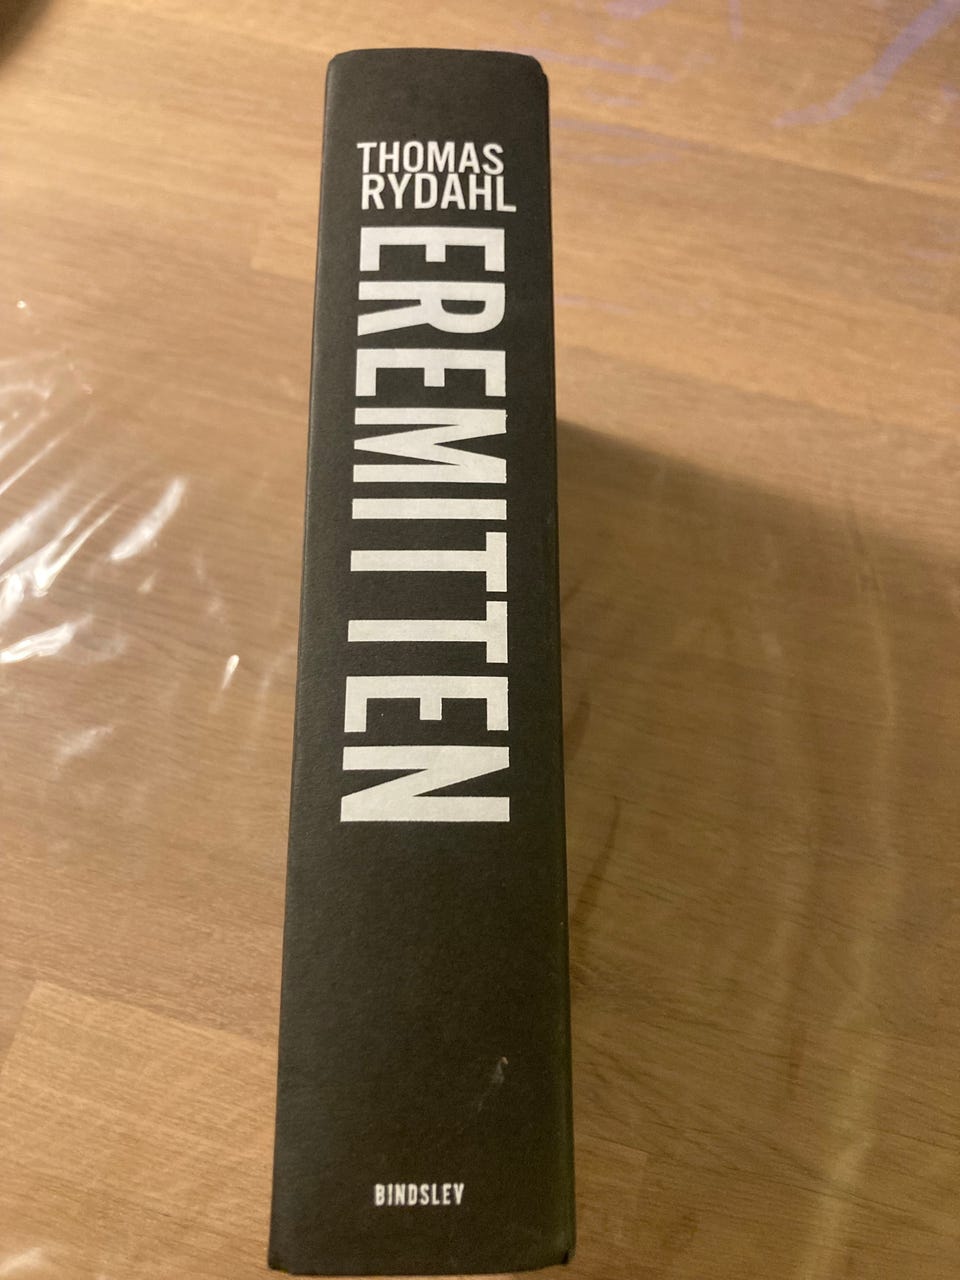 THOMAS
RYDAHL
EREMITTEN
BINDSLEV